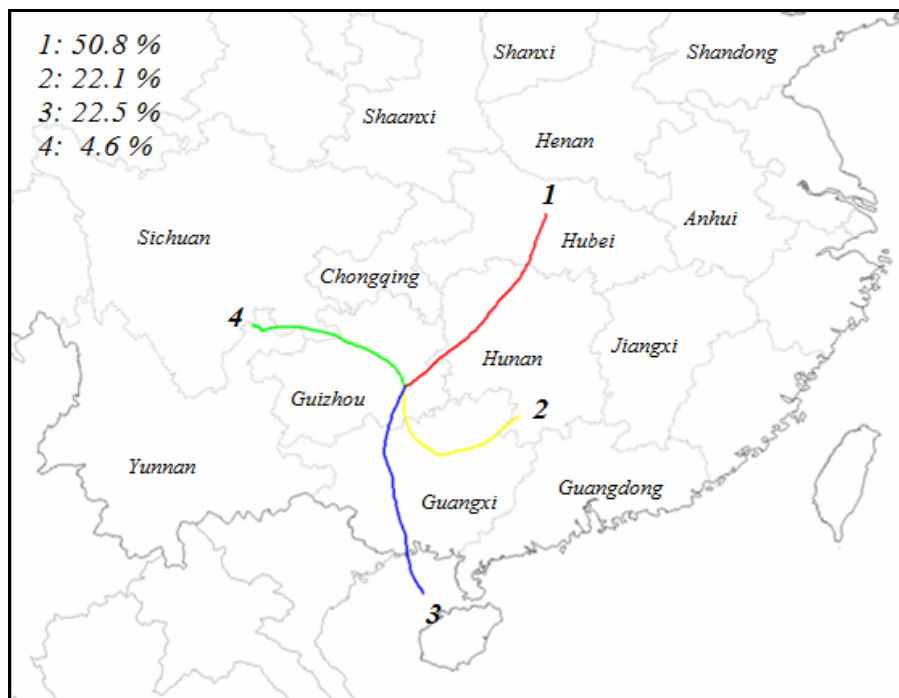 1: 50.8 %
2: 22.1 %
3: 22.5 %
4: 4.6 %
Shanxi
Shandong
Shaanxi
Henan
1
Anhui
Sichuan
Hubei
Chongqing
4
Hunan
Jiangxi
Guizhou
2
Yunnan
Guangxi
Guangdong
3